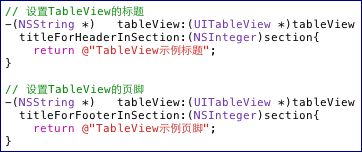 // 设置TableView的标题
-(NSString *)   tableView:(UITableView *)tableView
  titleForHeaderInSection:(NSInteger)section{
    return @"TableView示例标题";
}

// 设置TableView的页脚
-(NSString *)   tableView:(UITableView *)tableView
  titleForFooterInSection:(NSInteger)section{
    return @"TableView示例页脚";
}